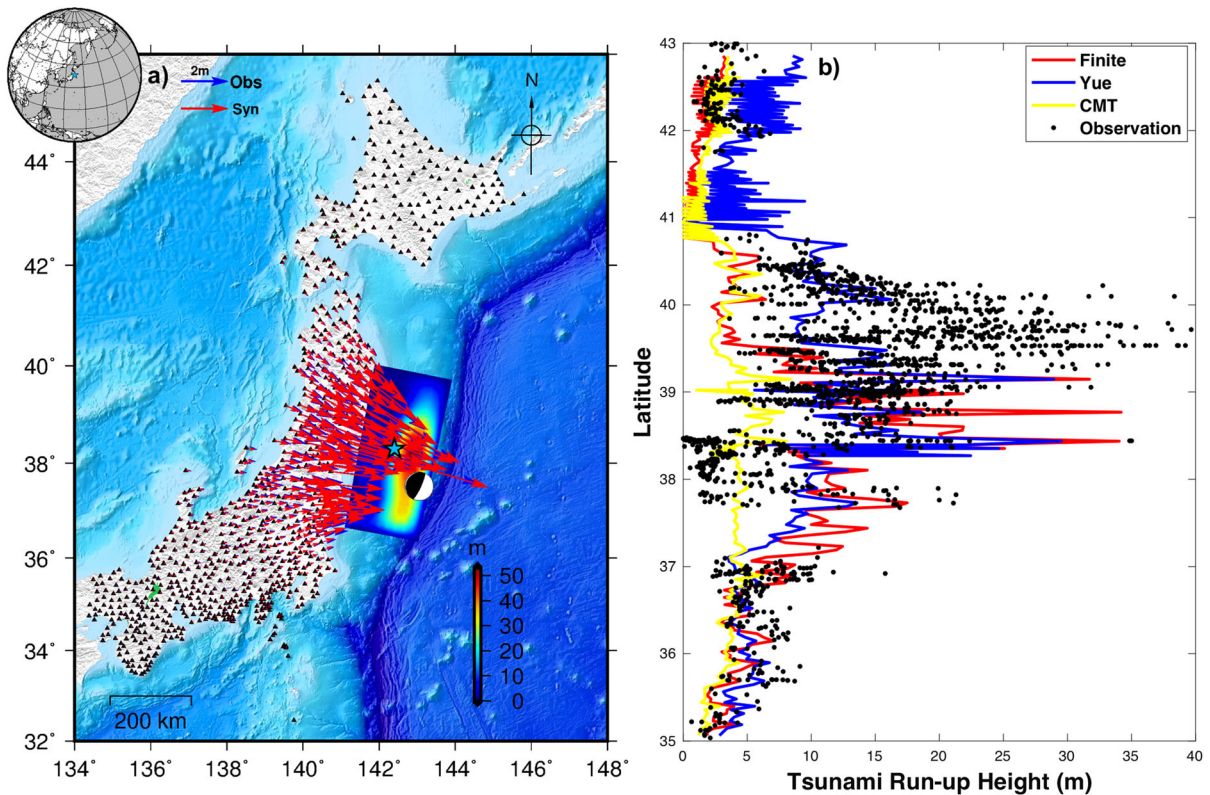 a)
2m
Obs
Syn
N
44°
42°
40°
38°
36°
34°
32°
m
50
40
30
20
10
0
200 km
134° 136° 138° 140° 142° 144° 146° 148°
b)
Finite
Yue
CMT
Observation
43
42
41
40
39
38
37
36
35
Latitude
0 5 10 15 20 25 30 35 40
Tsunami Run-up Height (m)